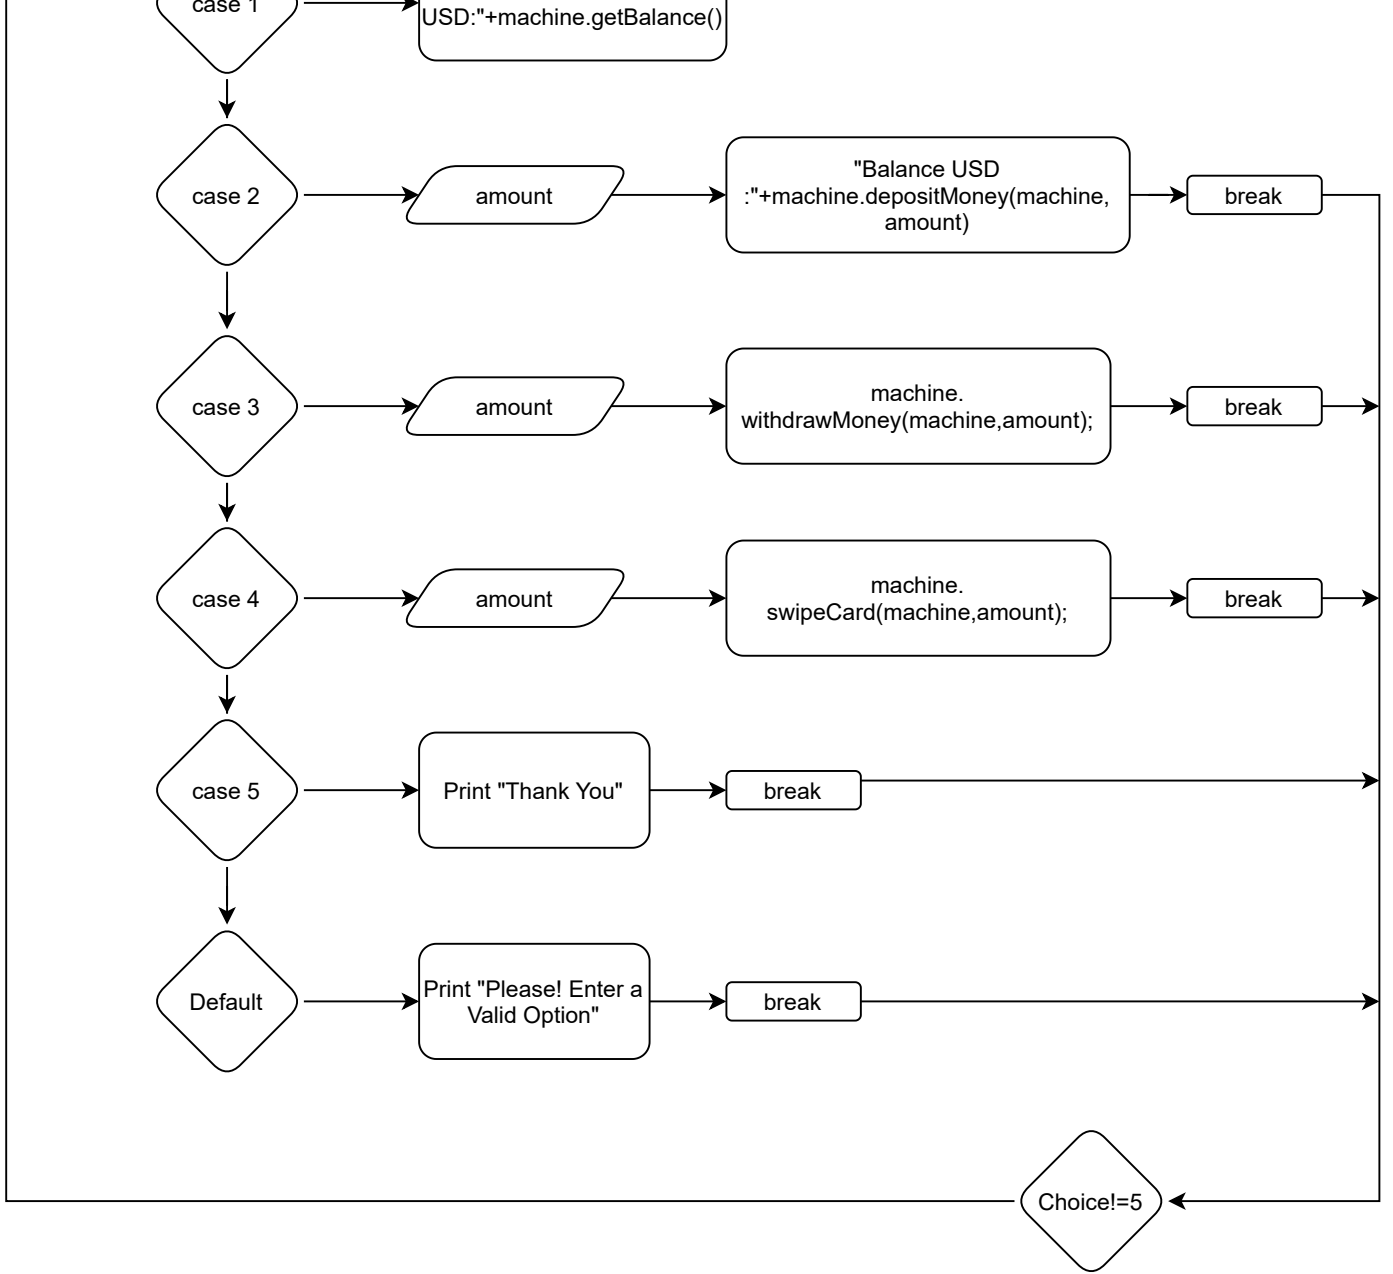 case 1
USD:"+machine.getBalance()
case 2
amount
"Balance USD
:"+machine.depositMoney(machine,
amount)
break
case 3
amount
machine.
withdrawMoney(machine,amount);
break
case 4
amount
machine.
swipeCard(machine,amount);
break
case 5
Print "Thank You"
break
Default
Print "Please! Enter a
Valid Option"
break
Choice!=5